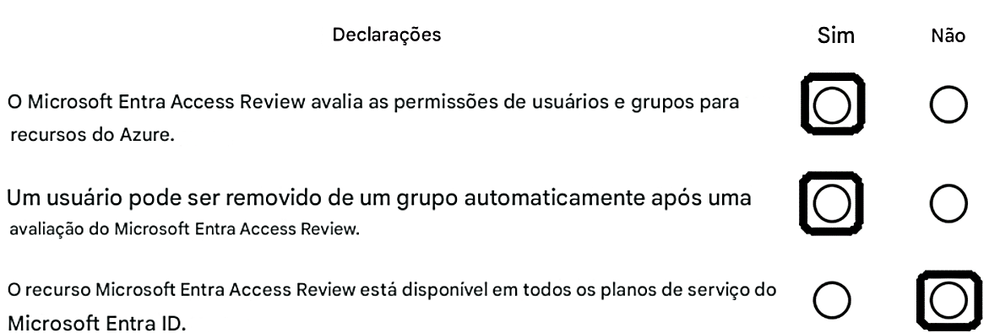 Declarações Sim Não
O Microsoft Entra Access Review avalia as permissões de usuários e grupos para
recursos do Azure.
Um usuário pode ser removido de um grupo automaticamente após uma
avaliação do Microsoft Entra Access Review.
O recurso Microsoft Entra Access Review está disponível em todos os planos de serviço do
Microsoft Entra ID.